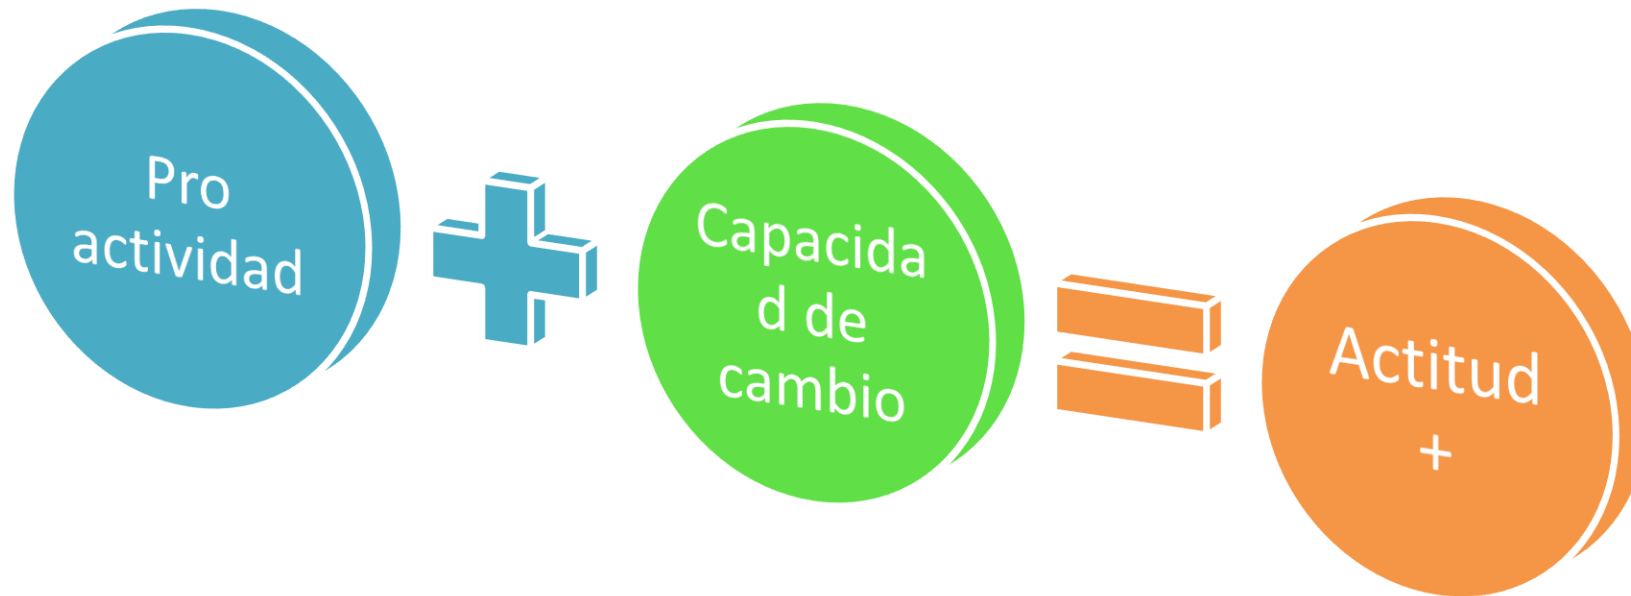 Pro
actividad
Capacida
d de
cambio
Actitud
+